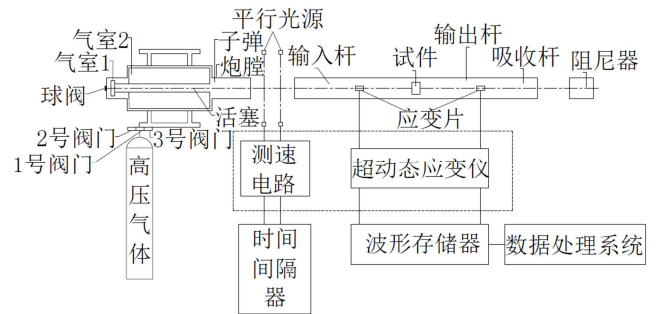 平行光源
气室2
子弹
输出杆
气室1
炮膛
输入杆
试件
吸收杆
阻尼器
球阀
活塞
应变片
2号阀门
3号阀门
1号阀门
测速
电路
超动态应变仪
高
压
气
体
时间
间隔
器
波形存储器
数据处理系统